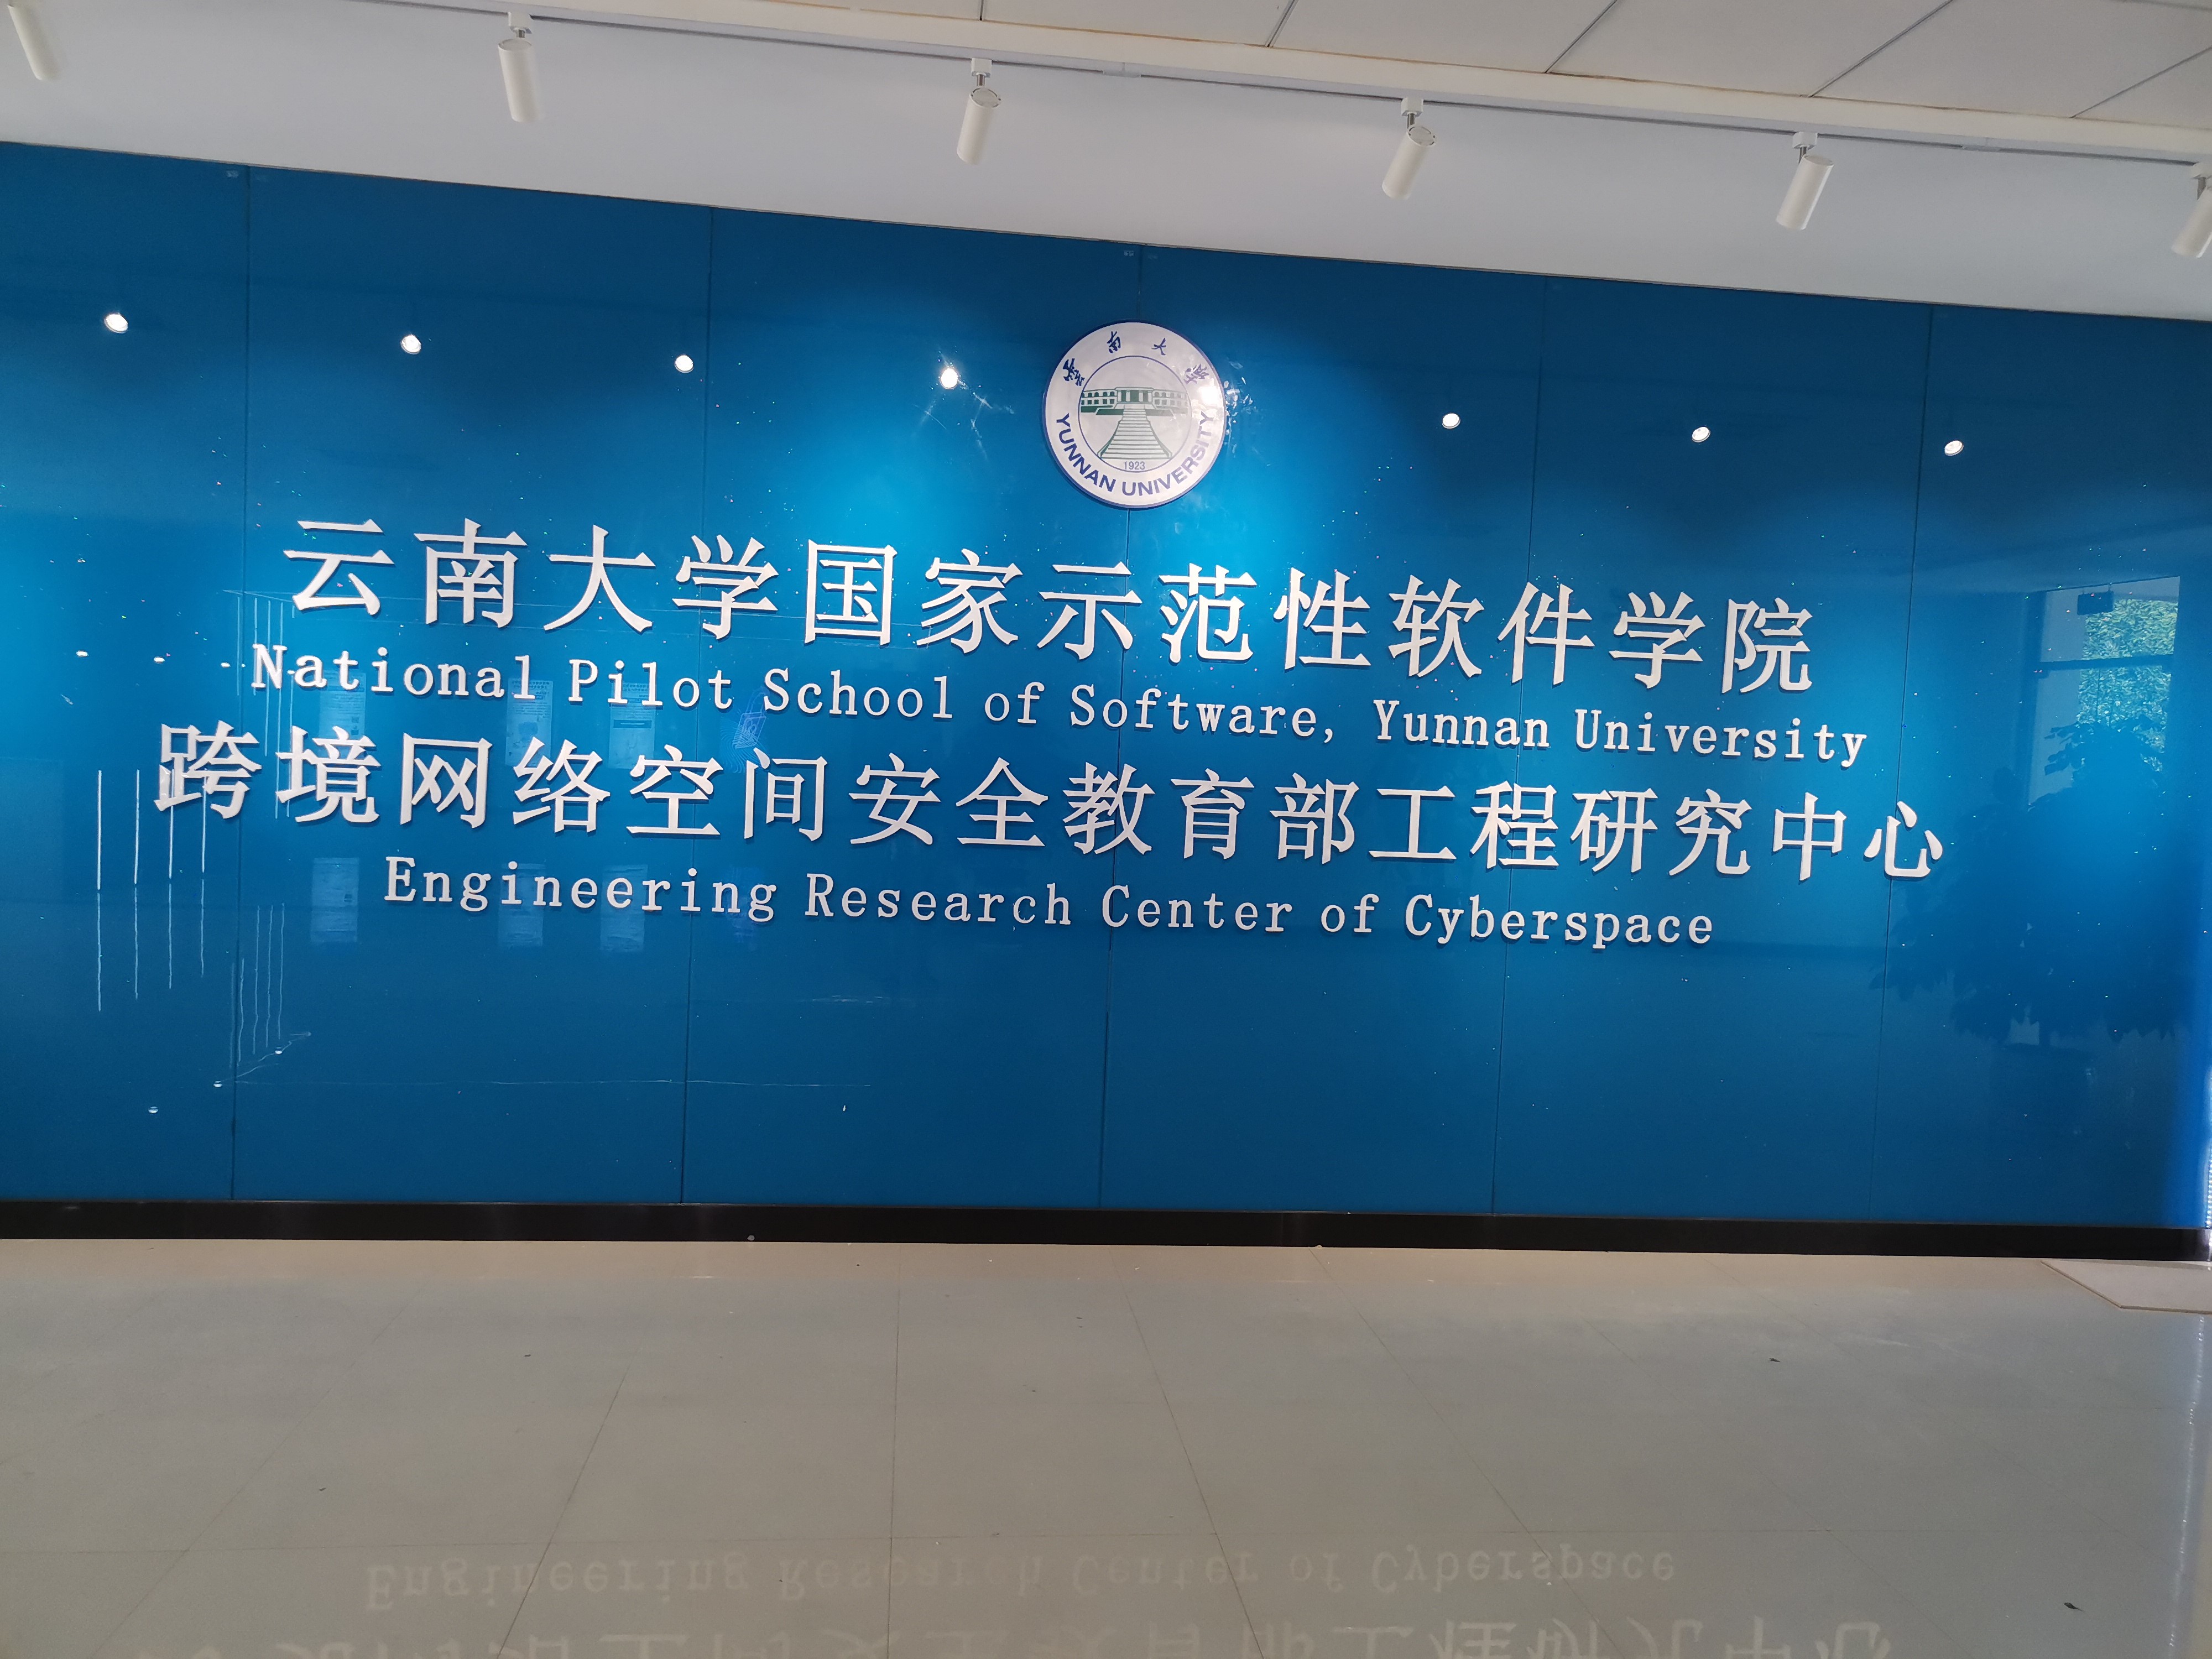 雲南大学
1923
YUNNAN UNIVERSITY
云南大学国家示范性软件学院
National Pilot School of Software, Yunnan University
跨境网络空间安全教育部工程研究中心
Engineering Research Center of Cyberspace